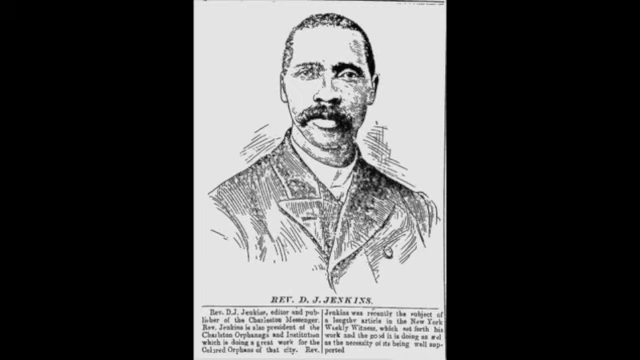 REV. D. J. JENKINS.
Rev. D.J. Jenkins, editor and pub-
lisher of the Charleston Messenger.
Rev. Jenkins is also president of the
Charlston Orphanage and Institution
which is doing a great work for the
Colored Orphans of that city. Rev.
Jenkins was recently the subject of
a lengthy article in the New York
Weekly Witness, which set forth his
work and the good it is doing as wel
as the necessity of its being well sup-
ported